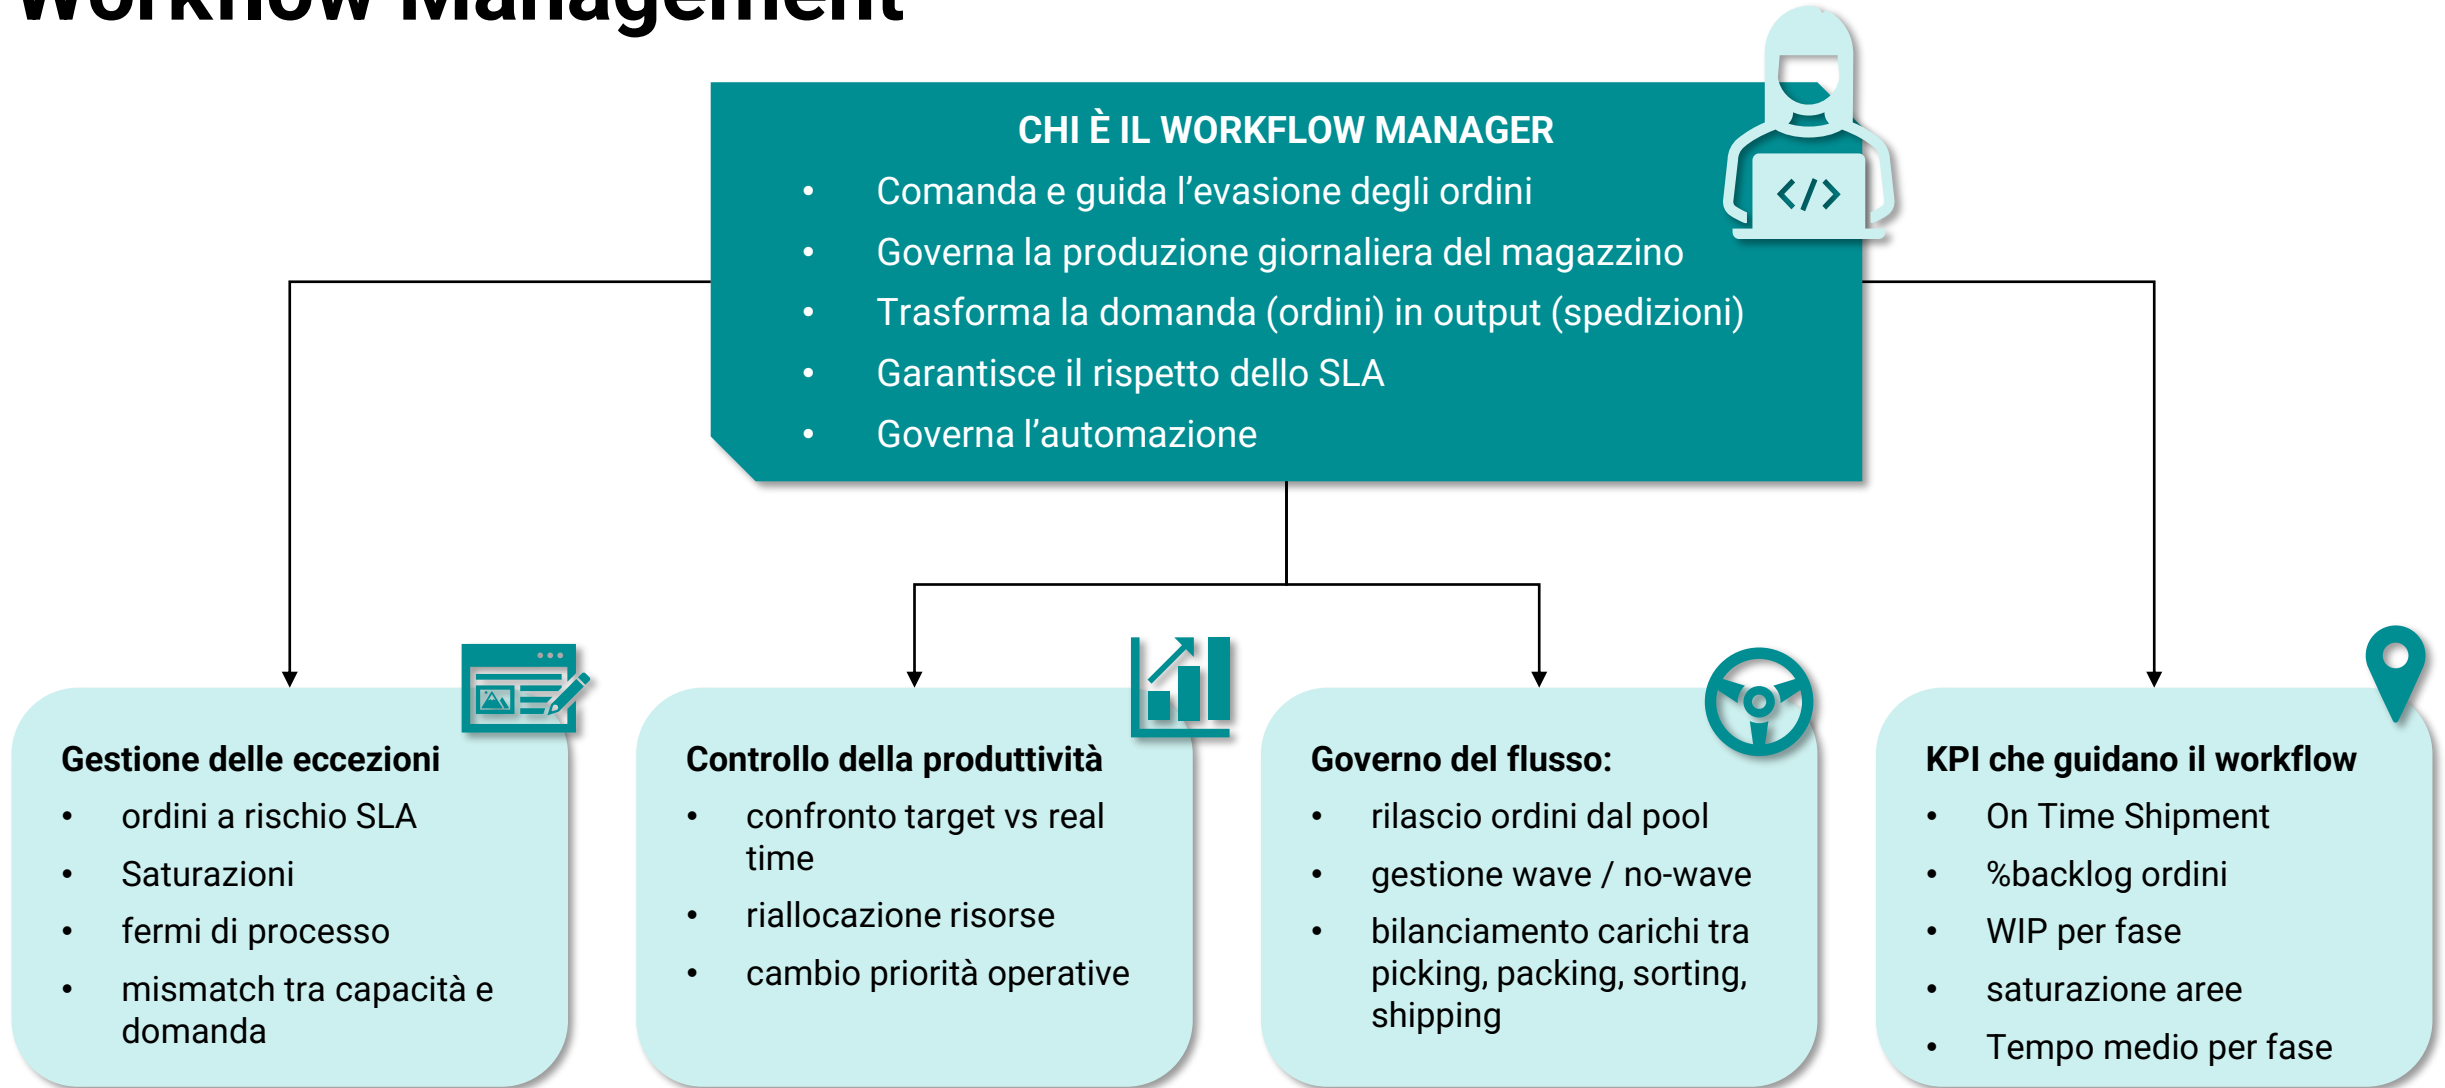 Workflow Management
CHI È IL WORKFLOW MANAGER
• Comanda e guida l’evasione degli ordini
• Governa la produzione giornaliera del magazzino
• Trasforma la domanda (ordini) in output (spedizioni)
• Garantisce il rispetto dello SLA
• Governa l’automazione
</>
Gestione delle eccezioni
• ordini a rischio SLA
• Saturazioni
• fermi di processo
• mismatch tra capacità e
domanda
Controllo della produttività
• confronto target vs real
time
• riallocazione risorse
• cambio priorità operative
Governo del flusso:
• rilascio ordini dal pool
• gestione wave / no-wave
• bilanciamento carichi tra
picking, packing, sorting,
shipping
KPI che guidano il workflow
• On Time Shipment
• %backlog ordini
• WIP per fase
• saturazione aree
• Tempo medio per fase